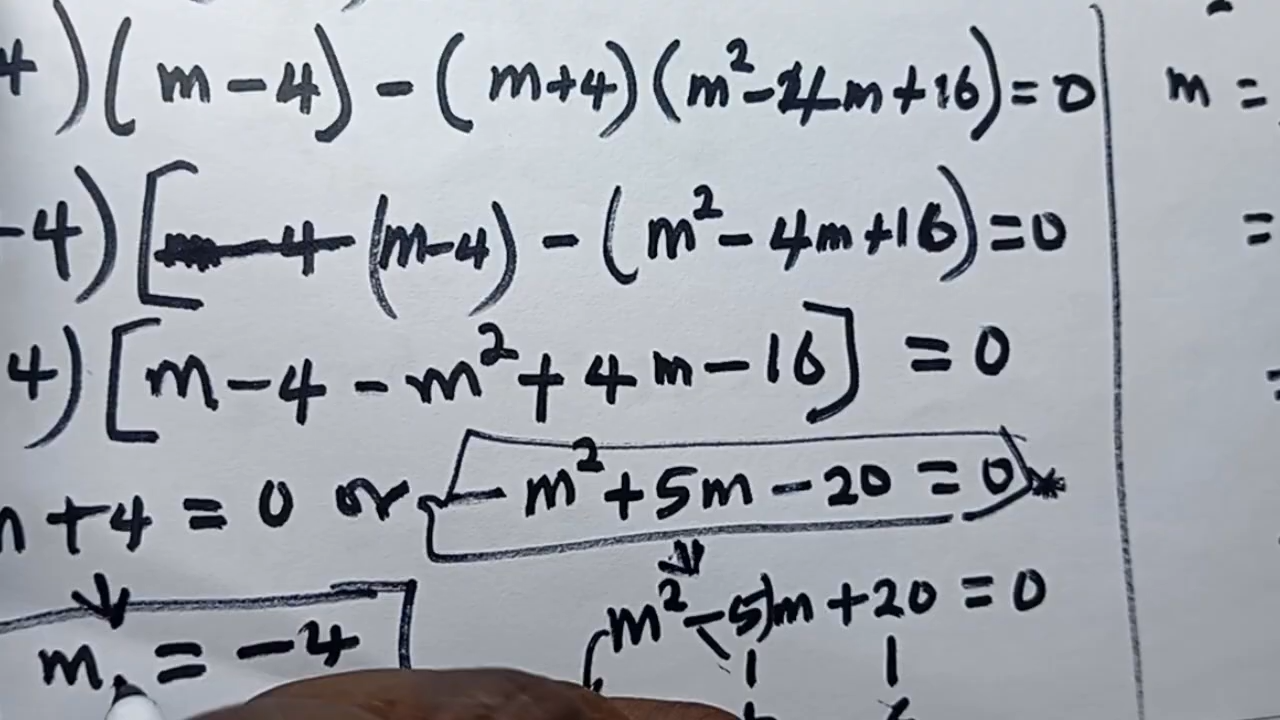 4)(m-4)-(m+4)(m²-4m+16)=0
-4)[(m-4)-(m²-4m+16)=0
4)[m-4-m²+4m-16]=0
m+4=0 or -m²+5m-20=0
m²-5m+20=0
m = -4
m =
=
=